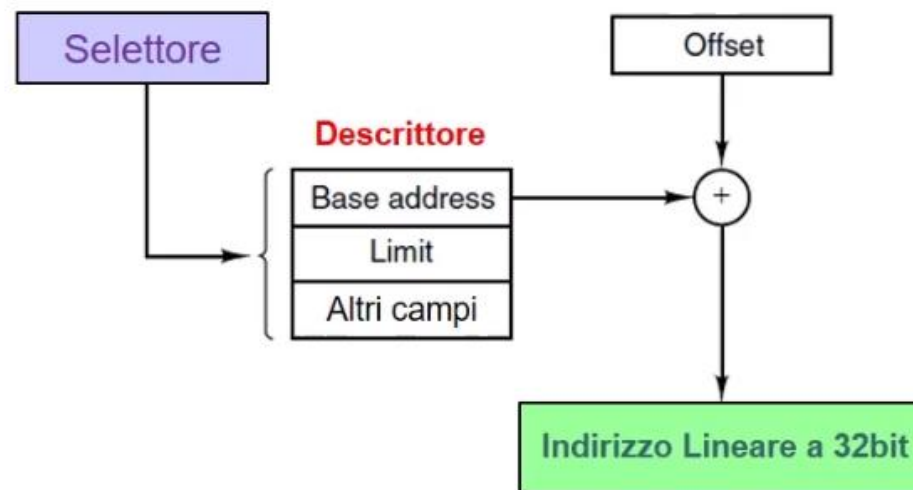 Selettore
Offset
Descrittore
Base address
+
Limit
Altri campi
Indirizzo Lineare a 32bit